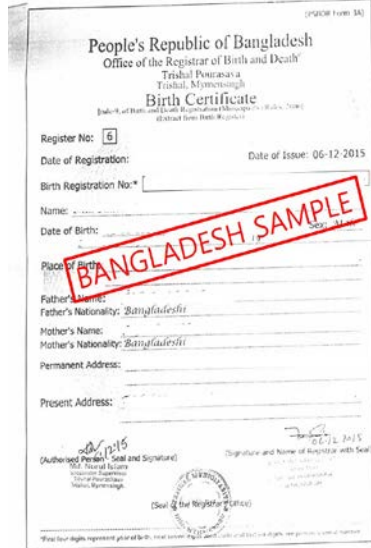 People's Republic of Bangladesh
Office of the Registrar of Birth and Death
Trishal Pourasava
Trishal, Mymensingh
Birth Certificate
(Extract from Birth Register)
Register No: 6
Date of Registration:
Date of Issue: 06-12-2015
Birth Registration No:*
Name:
Date of Birth:
Sex:
Place of Birth:
BANGLADESH SAMPLE
Father's Name:
Father's Nationality: Bangladeshi
Mother's Name:
Mother's Nationality: Bangladeshi
Permanent Address:
Present Address:
(Authorised Person Seal and Signature)
Md. Nurul Islam
(Signature and Name of Registrar with Seal)
(Seal of the Registrar Office)